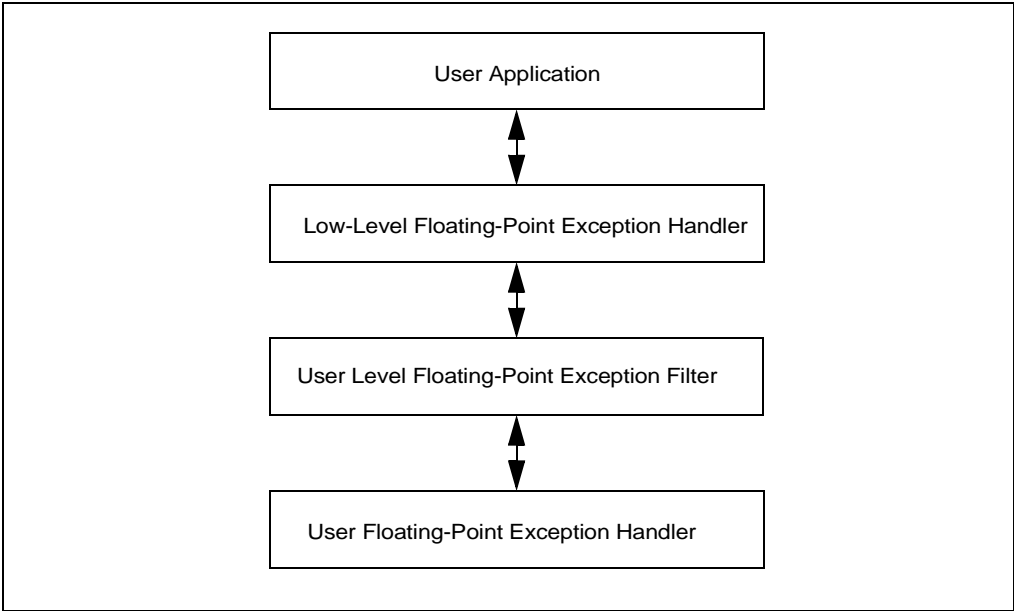 User Application
Low-Level Floating-Point Exception Handler
User Level Floating-Point Exception Filter
User Floating-Point Exception Handler